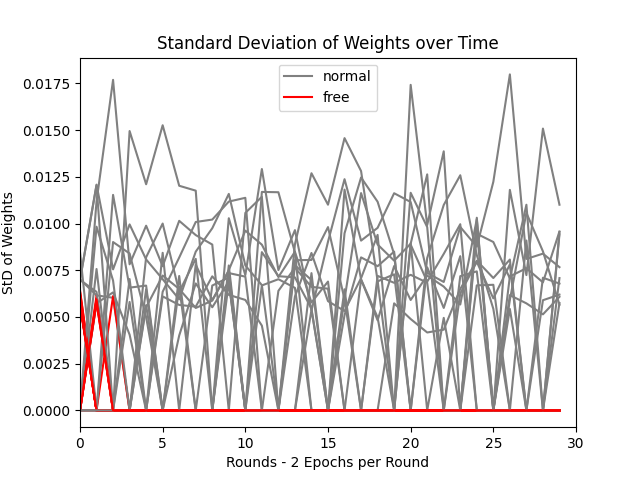 Standard Deviation of Weights over Time
normal
free
StD of Weights
0.0175
0.0150
0.0125
0.0100
0.0075
0.0050
0.0025
0.0000
0 5 10 15 20 25 30
Rounds - 2 Epochs per Round